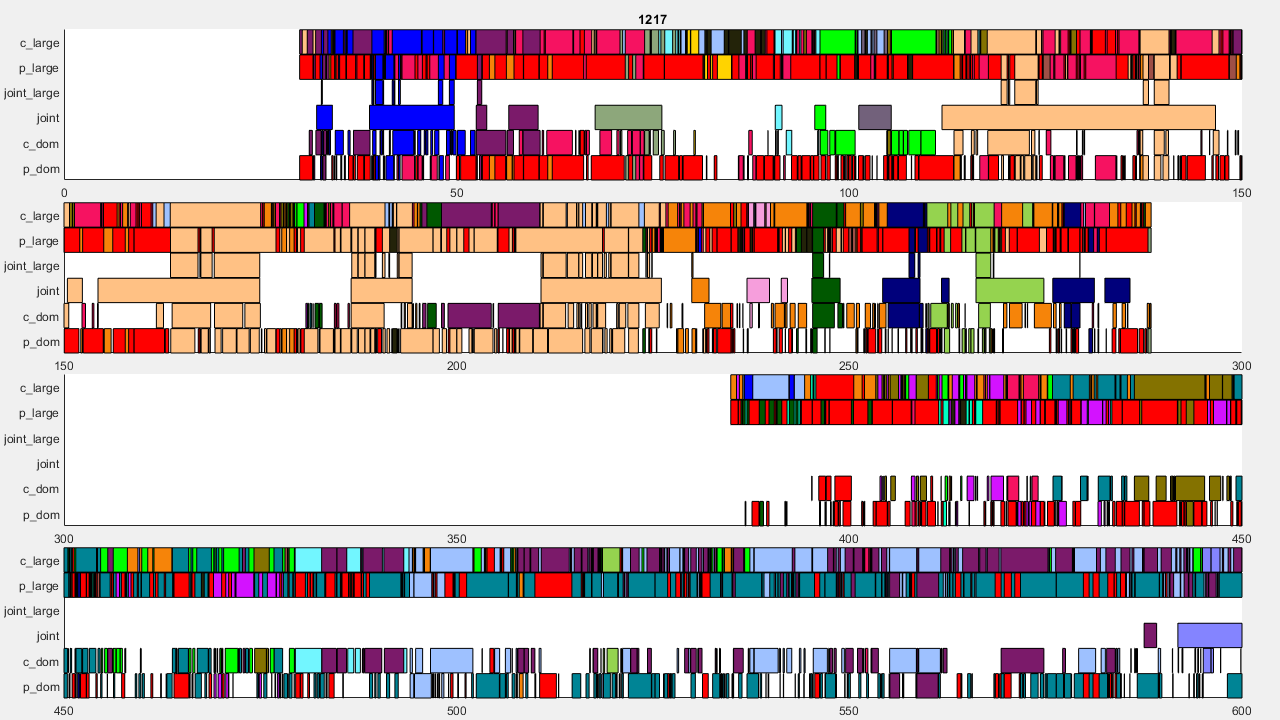 1217
c_large
p_large
joint_large
joint
c_dom
p_dom
0 50 100 150
c_large
p_large
joint_large
joint
c_dom
p_dom
150 200 250 300
c_large
p_large
joint_large
joint
c_dom
p_dom
300 350 400 450
c_large
p_large
joint_large
joint
c_dom
p_dom
450 500 550 600